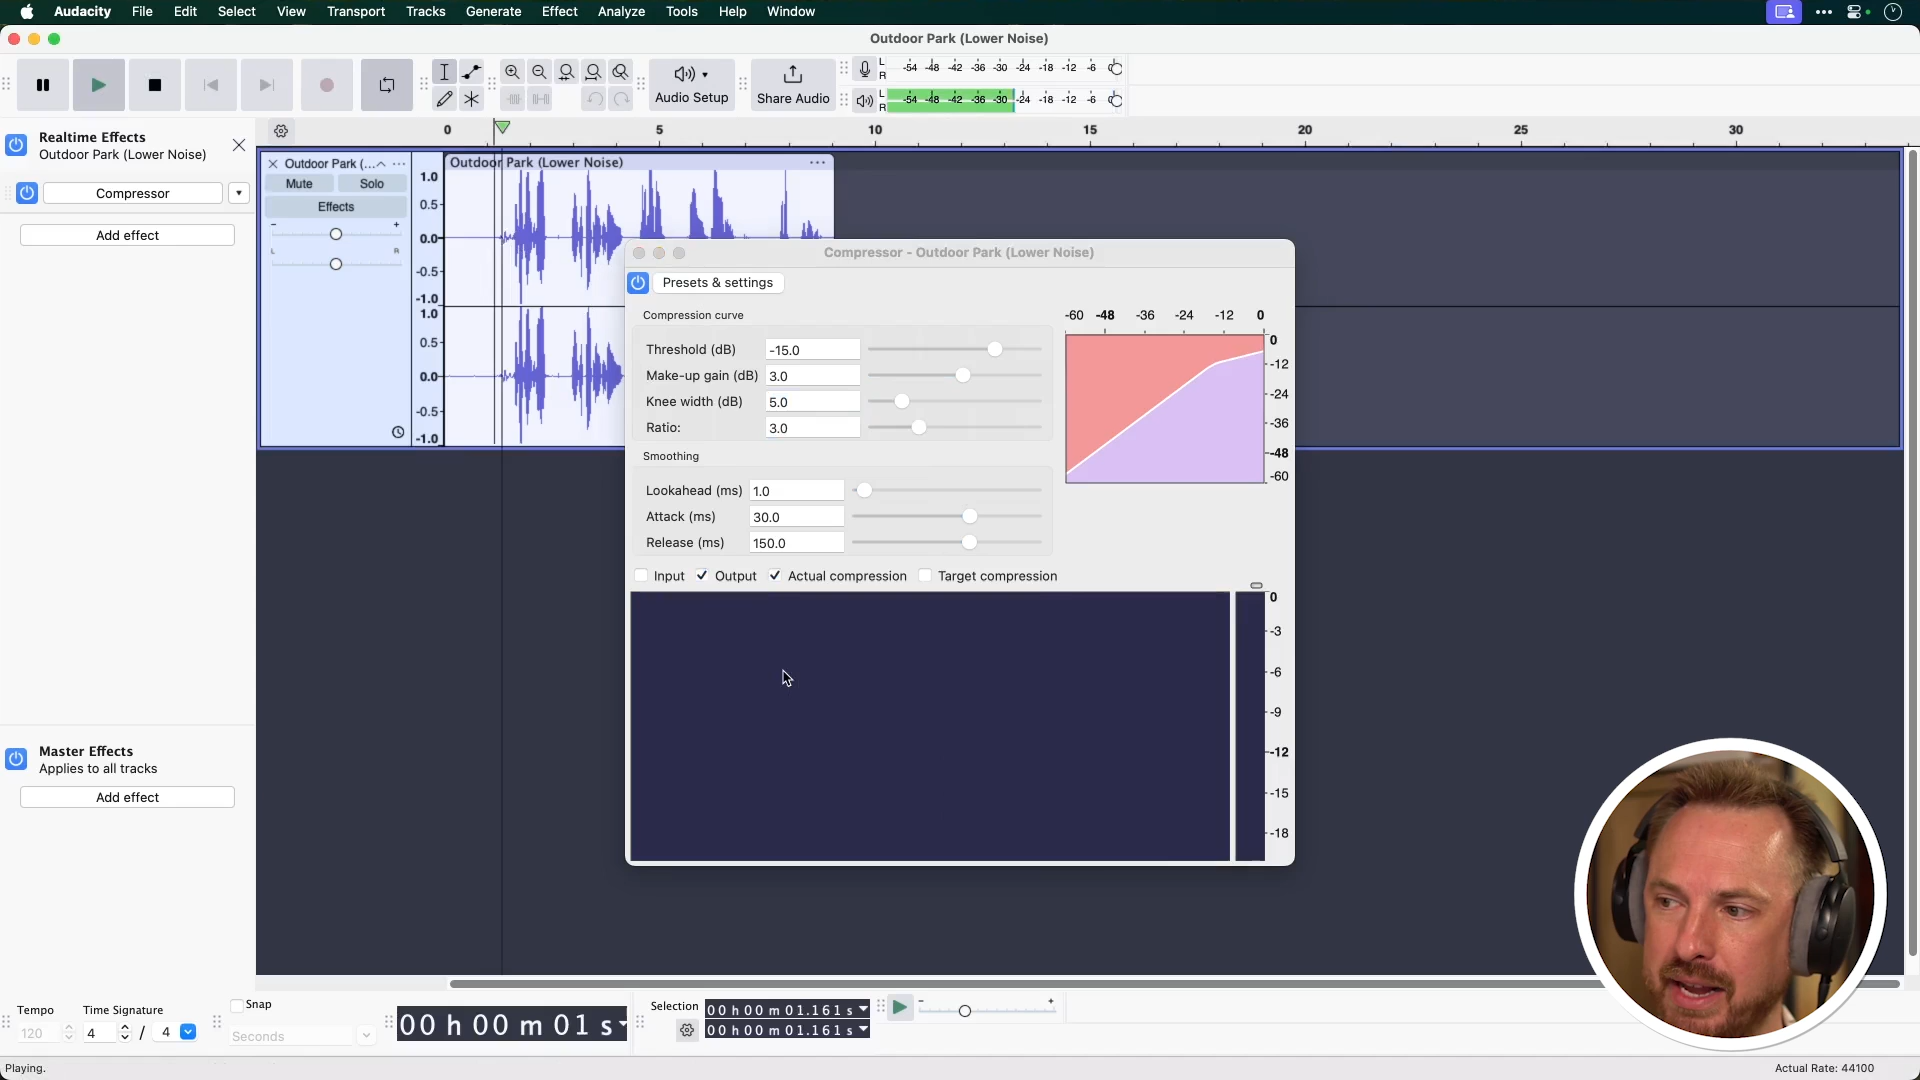 Audacity File Edit Select View Transport Tracks Generate Effect Analyze Tools Help Window
Outdoor Park (Lower Noise)
Audio Setup
Share Audio
L
R
-54 -48 -42 -36 -30 -24 -18 -12 -6
L
R
-54 -48 -42 -36 -30 -24 -18 -12 -6
Realtime Effects
Outdoor Park (Lower Noise)
Compressor
Add effect
0 5 10 15 20 25 30
Outdoor Park (...
Mute Solo
Effects
- +
L R
Outdoor Park (Lower Noise)
1.0
0.5
0.0
-0.5
-1.0
1.0
0.5
0.0
-0.5
-1.0
Compressor - Outdoor Park (Lower Noise)
Presets & settings
Compression curve
Threshold (dB) -15.0
Make-up gain (dB) 3.0
Knee width (dB) 5.0
Ratio: 3.0
-60 -48 -36 -24 -12 0
0
-12
-24
-36
-48
-60
Smoothing
Lookahead (ms) 1.0
Attack (ms) 30.0
Release (ms) 150.0
Input Output Actual compression Target compression
0
-3
-6
-9
-12
-15
-18
Master Effects
Applies to all tracks
Add effect
Tempo
120
Time Signature
4 / 4
Snap
Seconds
00 h 00 m 01 s
Selection
00 h 00 m 01.161 s
00 h 00 m 01.161 s
- +
Playing.
Actual Rate: 44100